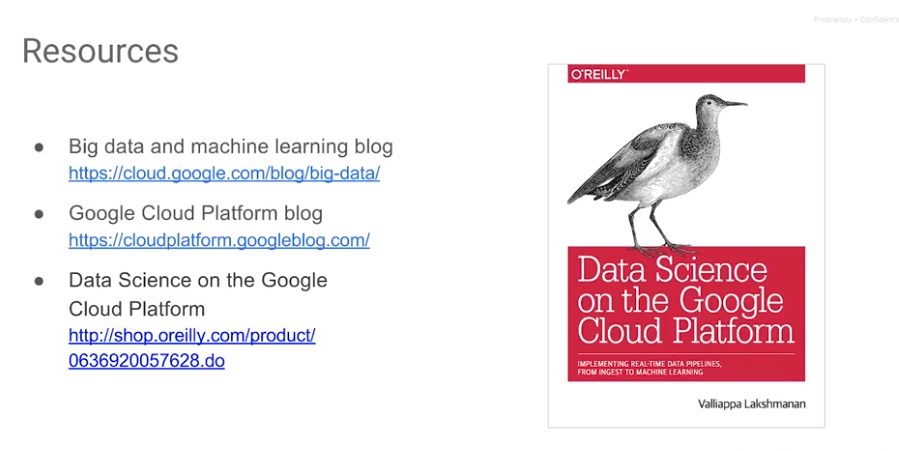 Proprietary + Confidential
Resources
● Big data and machine learning blog
https://cloud.google.com/blog/big-data/
● Google Cloud Platform blog
https://cloudplatform.googleblog.com/
● Data Science on the Google
Cloud Platform
http://shop.oreilly.com/product/
0636920057628.do
O'REILLY®
Data Science
on the Google
Cloud Platform
IMPLEMENTING REAL-TIME DATA PIPELINES,
FROM INGEST TO MACHINE LEARNING
Valliappa Lakshmanan